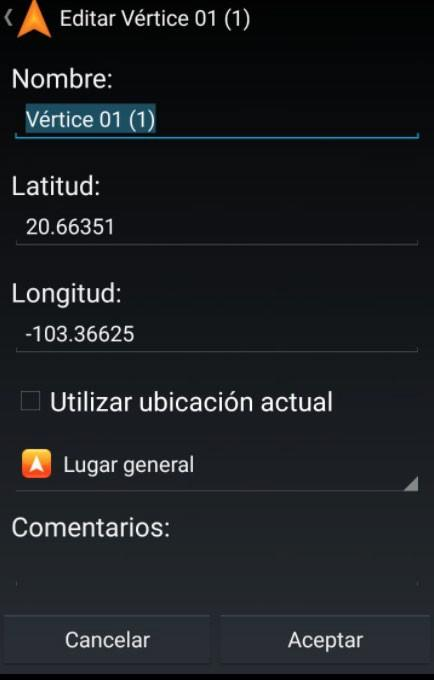 Editar Vértice 01 (1)
Nombre:
Vértice 01 (1)
Latitud:
20.66351
Longitud:
-103.36625
Utilizar ubicación actual
Lugar general
Comentarios:
Cancelar
Aceptar